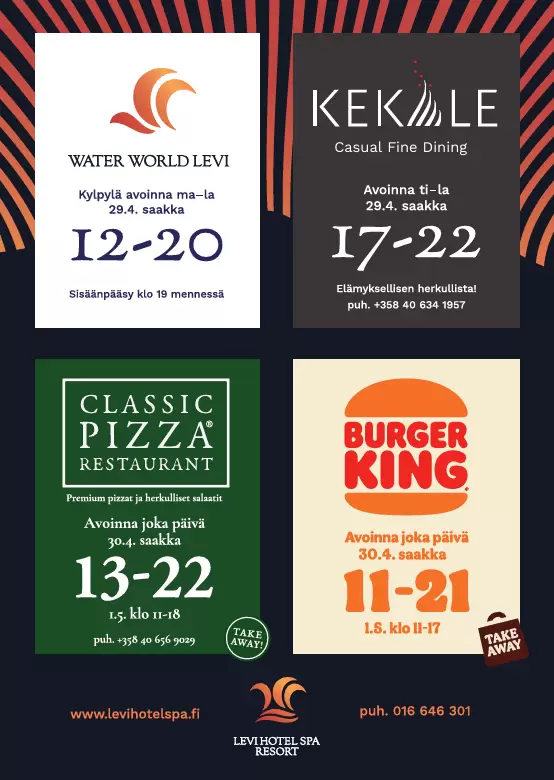 WATER WORLD LEVI
Kylpylä avoinna ma–la
29.4. saakka
12-20
Sisäänpääsy klo 19 mennessä
KEKÄLE
Casual Fine Dining
Avoinna ti–la
29.4. saakka
17-22
Elämyksellisen herkullista!
puh. +358 40 634 1957
CLASSIC
PIZZA®
RESTAURANT
Premium pizzat ja herkulliset salaatit
Avoinna joka päivä
30.4. saakka
13-22
1.5. klo 11-18
puh. +358 40 656 9029
TAKE
AWAY!
BURGER
KING
Avoinna joka päivä
30.4. saakka
11-21
1.5. klo 11-17
TAKE
AWAY
www.levihotelspa.fi
LEVI HOTEL SPA
RESORT
puh. 016 646 301